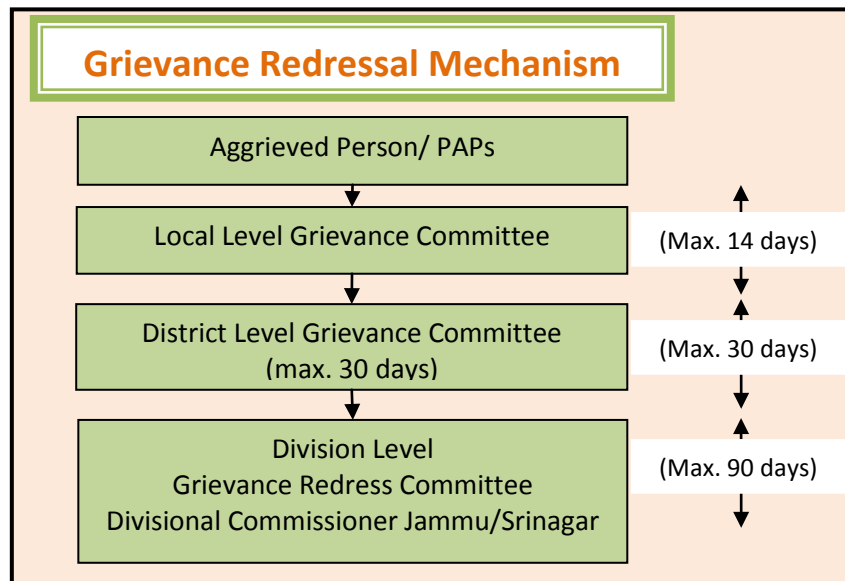 Grievance Redressal Mechanism
Aggrieved Person/ PAPs
Local Level Grievance Committee
(Max. 14 days)
District Level Grievance Committee
(max. 30 days)
(Max. 30 days)
Division Level
Grievance Redress Committee
Divisional Commissioner Jammu/Srinagar
(Max. 90 days)